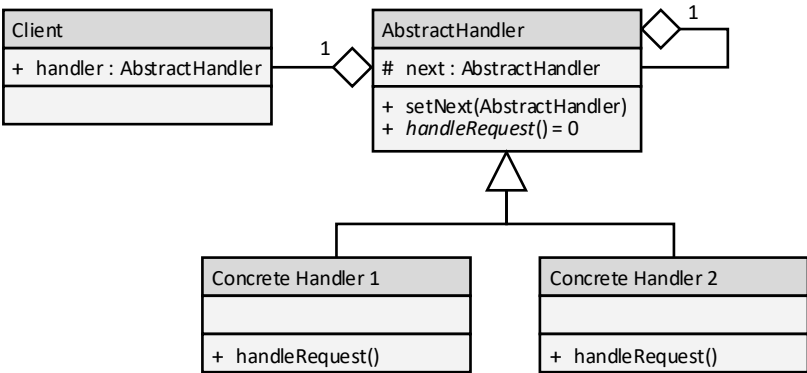 Client
+ handler : AbstractHandler
1
AbstractHandler
# next : AbstractHandler
+ setNext(AbstractHandler)
+ handleRequest() = 0
1
Concrete Handler 1
+ handleRequest()
Concrete Handler 2
+ handleRequest()